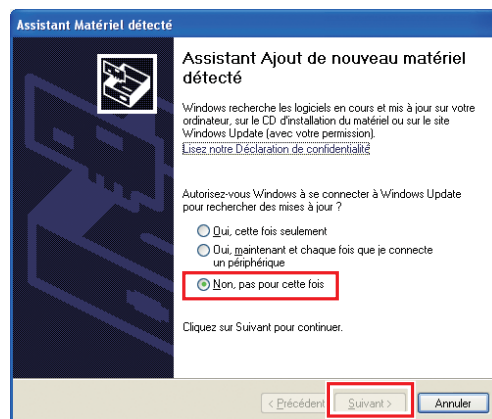 Assistant Matériel détecté
Assistant Ajout de nouveau matériel
détecté
Windows recherche les logiciels en cours et mis à jour sur votre
ordinateur, sur le CD d'installation du matériel ou sur le site
Windows Update (avec votre permission).
Lisez notre Déclaration de confidentialité
Autorisez-vous Windows à se connecter à Windows Update
pour rechercher des mises à jour ?
Oui, cette fois seulement
Oui, maintenant et chaque fois que je connecte
un périphérique
Non, pas pour cette fois
Cliquez sur Suivant pour continuer.
< Précédent
Suivant >
Annuler